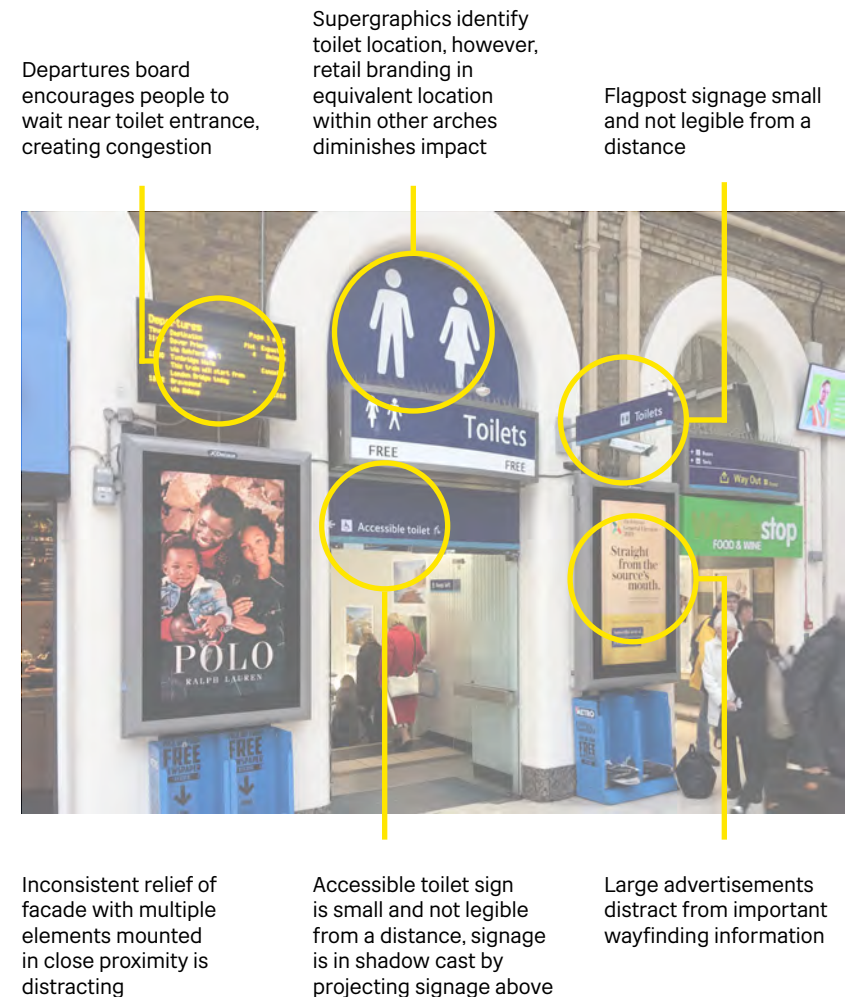 Supergraphics identify
toilet location, however,
retail branding in
equivalent location
within other arches
diminishes impact
Departures board
encourages people to
wait near toilet entrance,
creating congestion
Flagpost signage small
and not legible from a
distance
Departures
Page 1
Toilets
FREE
FREE
Accessible toilet
Toilets
Way Out
stop
FOOD & WINE
Straight
from the
source's
mouth.
POLO
RALPH LAUREN
METRO
FREE
FREE
FREE
Inconsistent relief of
facade with multiple
elements mounted
in close proximity is
distracting
Accessible toilet sign
is small and not legible
from a distance, signage
is in shadow cast by
projecting signage above
Large advertisements
distract from important
wayfinding information